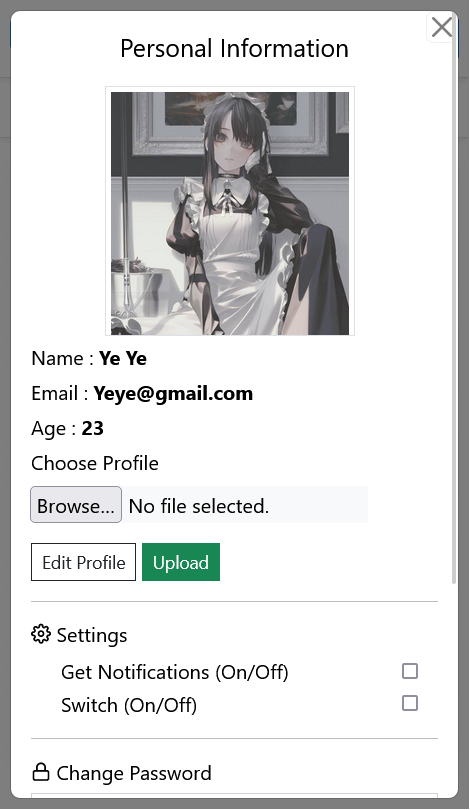 Personal Information
Name : Ye Ye
Email : Yeye@gmail.com
Age : 23
Choose Profile
Browse... No file selected.
Edit Profile Upload
Settings
Get Notifications (On/Off)
Switch (On/Off)
Change Password